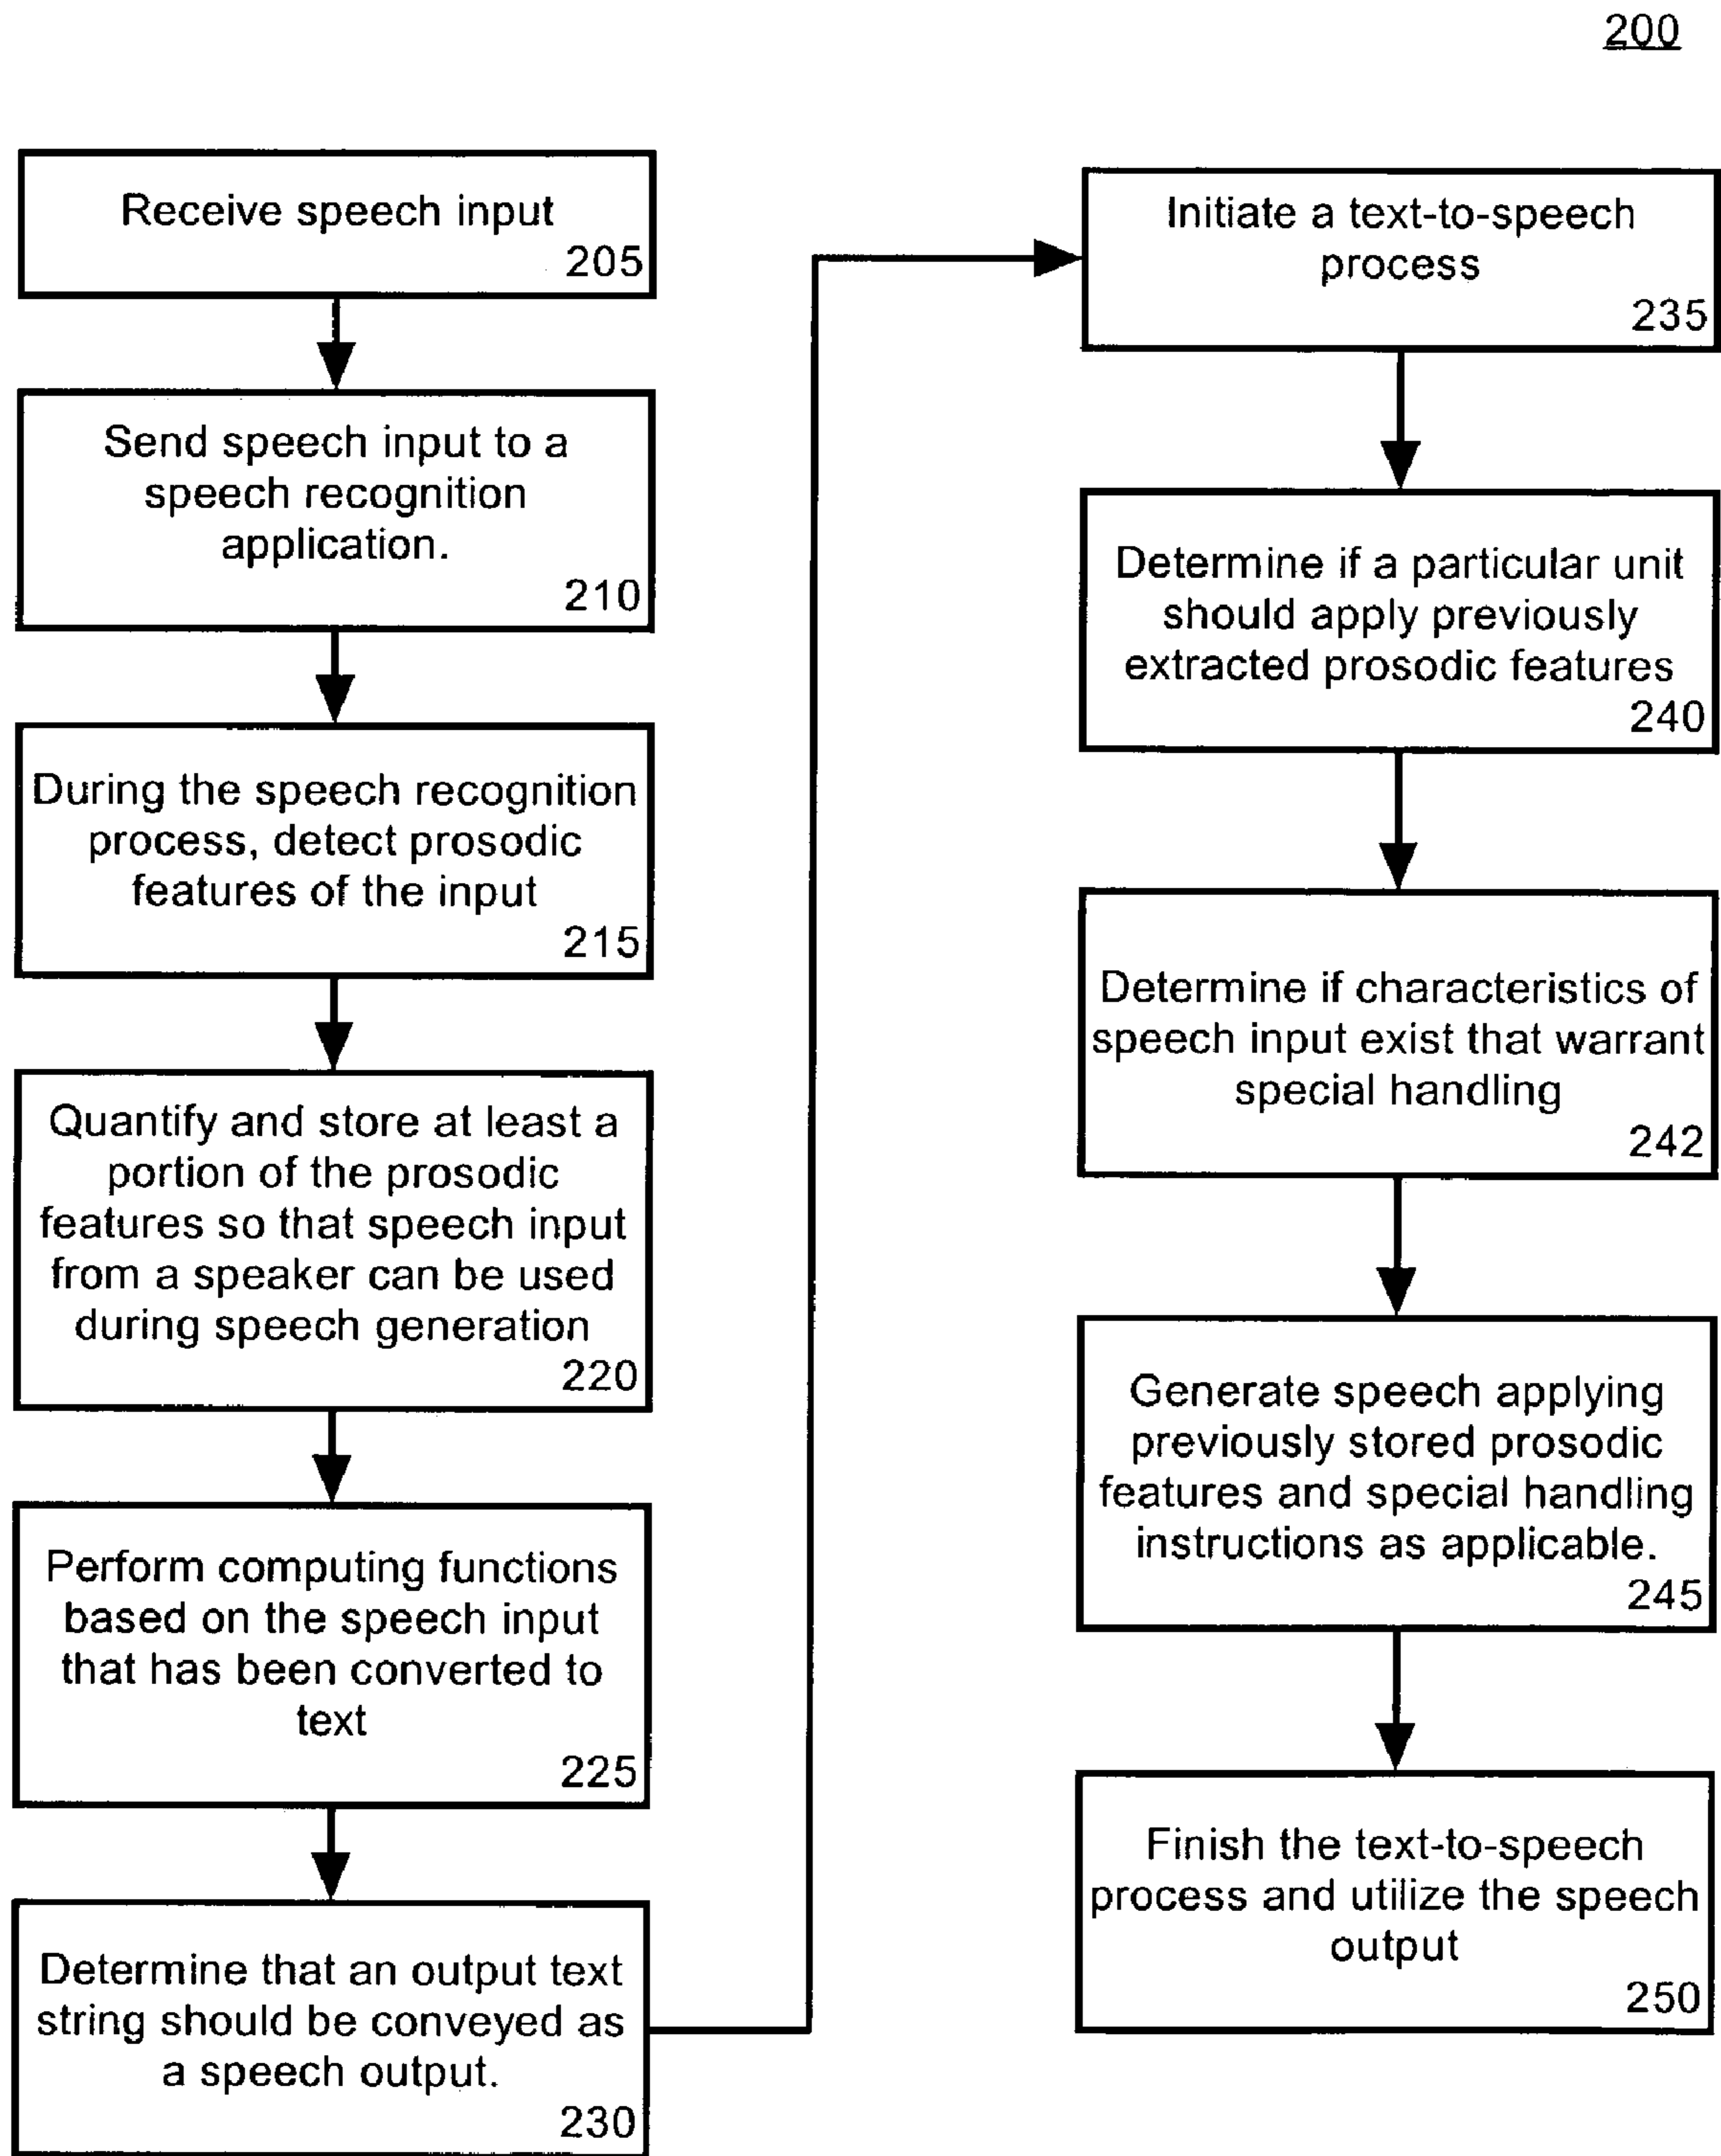 200
Receive speech input
205
Send speech input to a
speech recognition
application.
210
During the speech recognition
process, detect prosodic
features of the input
215
Quantify and store at least a
portion of the prosodic
features so that speech input
from a speaker can be used
during speech generation
220
Perform computing functions
based on the speech input
that has been converted to
text
225
Determine that an output text
string should be conveyed as
a speech output.
230
Initiate a text-to-speech
process
235
Determine if a particular unit
should apply previously
extracted prosodic features
240
Determine if characteristics of
speech input exist that warrant
special handling
242
Generate speech applying
previously stored prosodic
features and special handling
instructions as applicable.
245
Finish the text-to-speech
process and utilize the speech
output
250